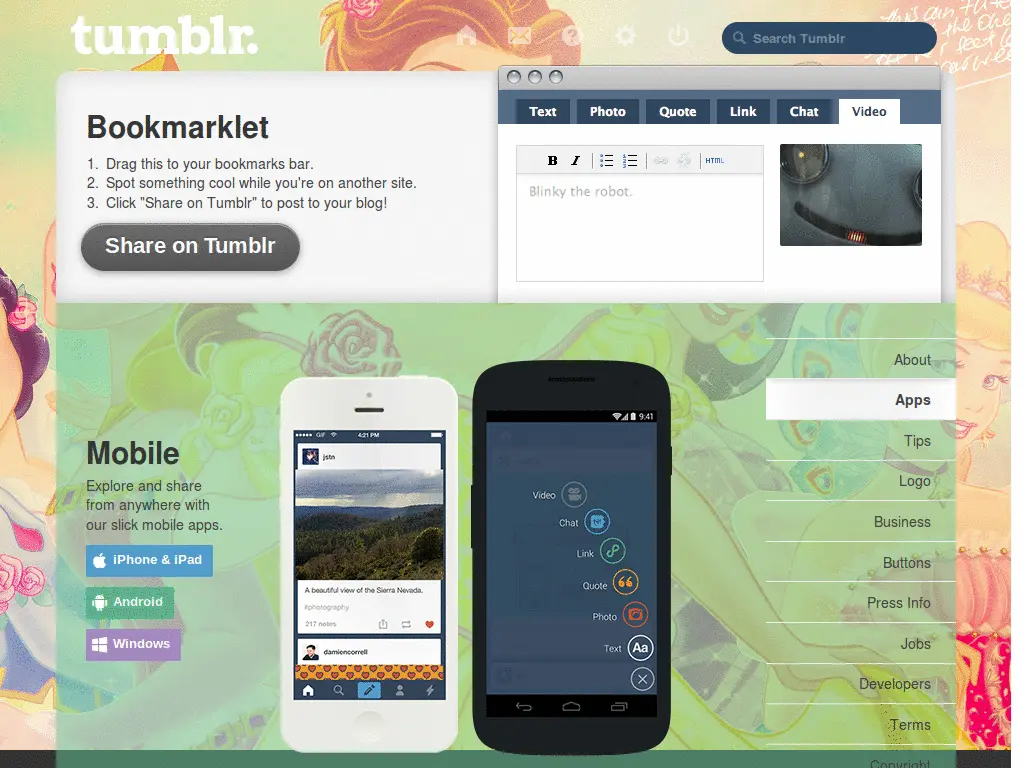 tumblr.
Search Tumblr
Bookmarklet
1. Drag this to your bookmarks bar.
2. Spot something cool while you're on another site.
3. Click "Share on Tumblr" to post to your blog!
Share on Tumblr
Text Photo Quote Link Chat Video
B I HTML
Blinky the robot.
Mobile
Explore and share
from anywhere with
our slick mobile apps.
iPhone & iPad
Android
Windows
GIF 4:21 PM
jstn
A beautiful view of the Sierra Nevada.
#photography
217 notes
damiencorrell
9:41
Video
Chat
Link
Quote
Photo
Text Aa
About
Apps
Tips
Logo
Business
Buttons
Press Info
Jobs
Developers
Terms
Copyright